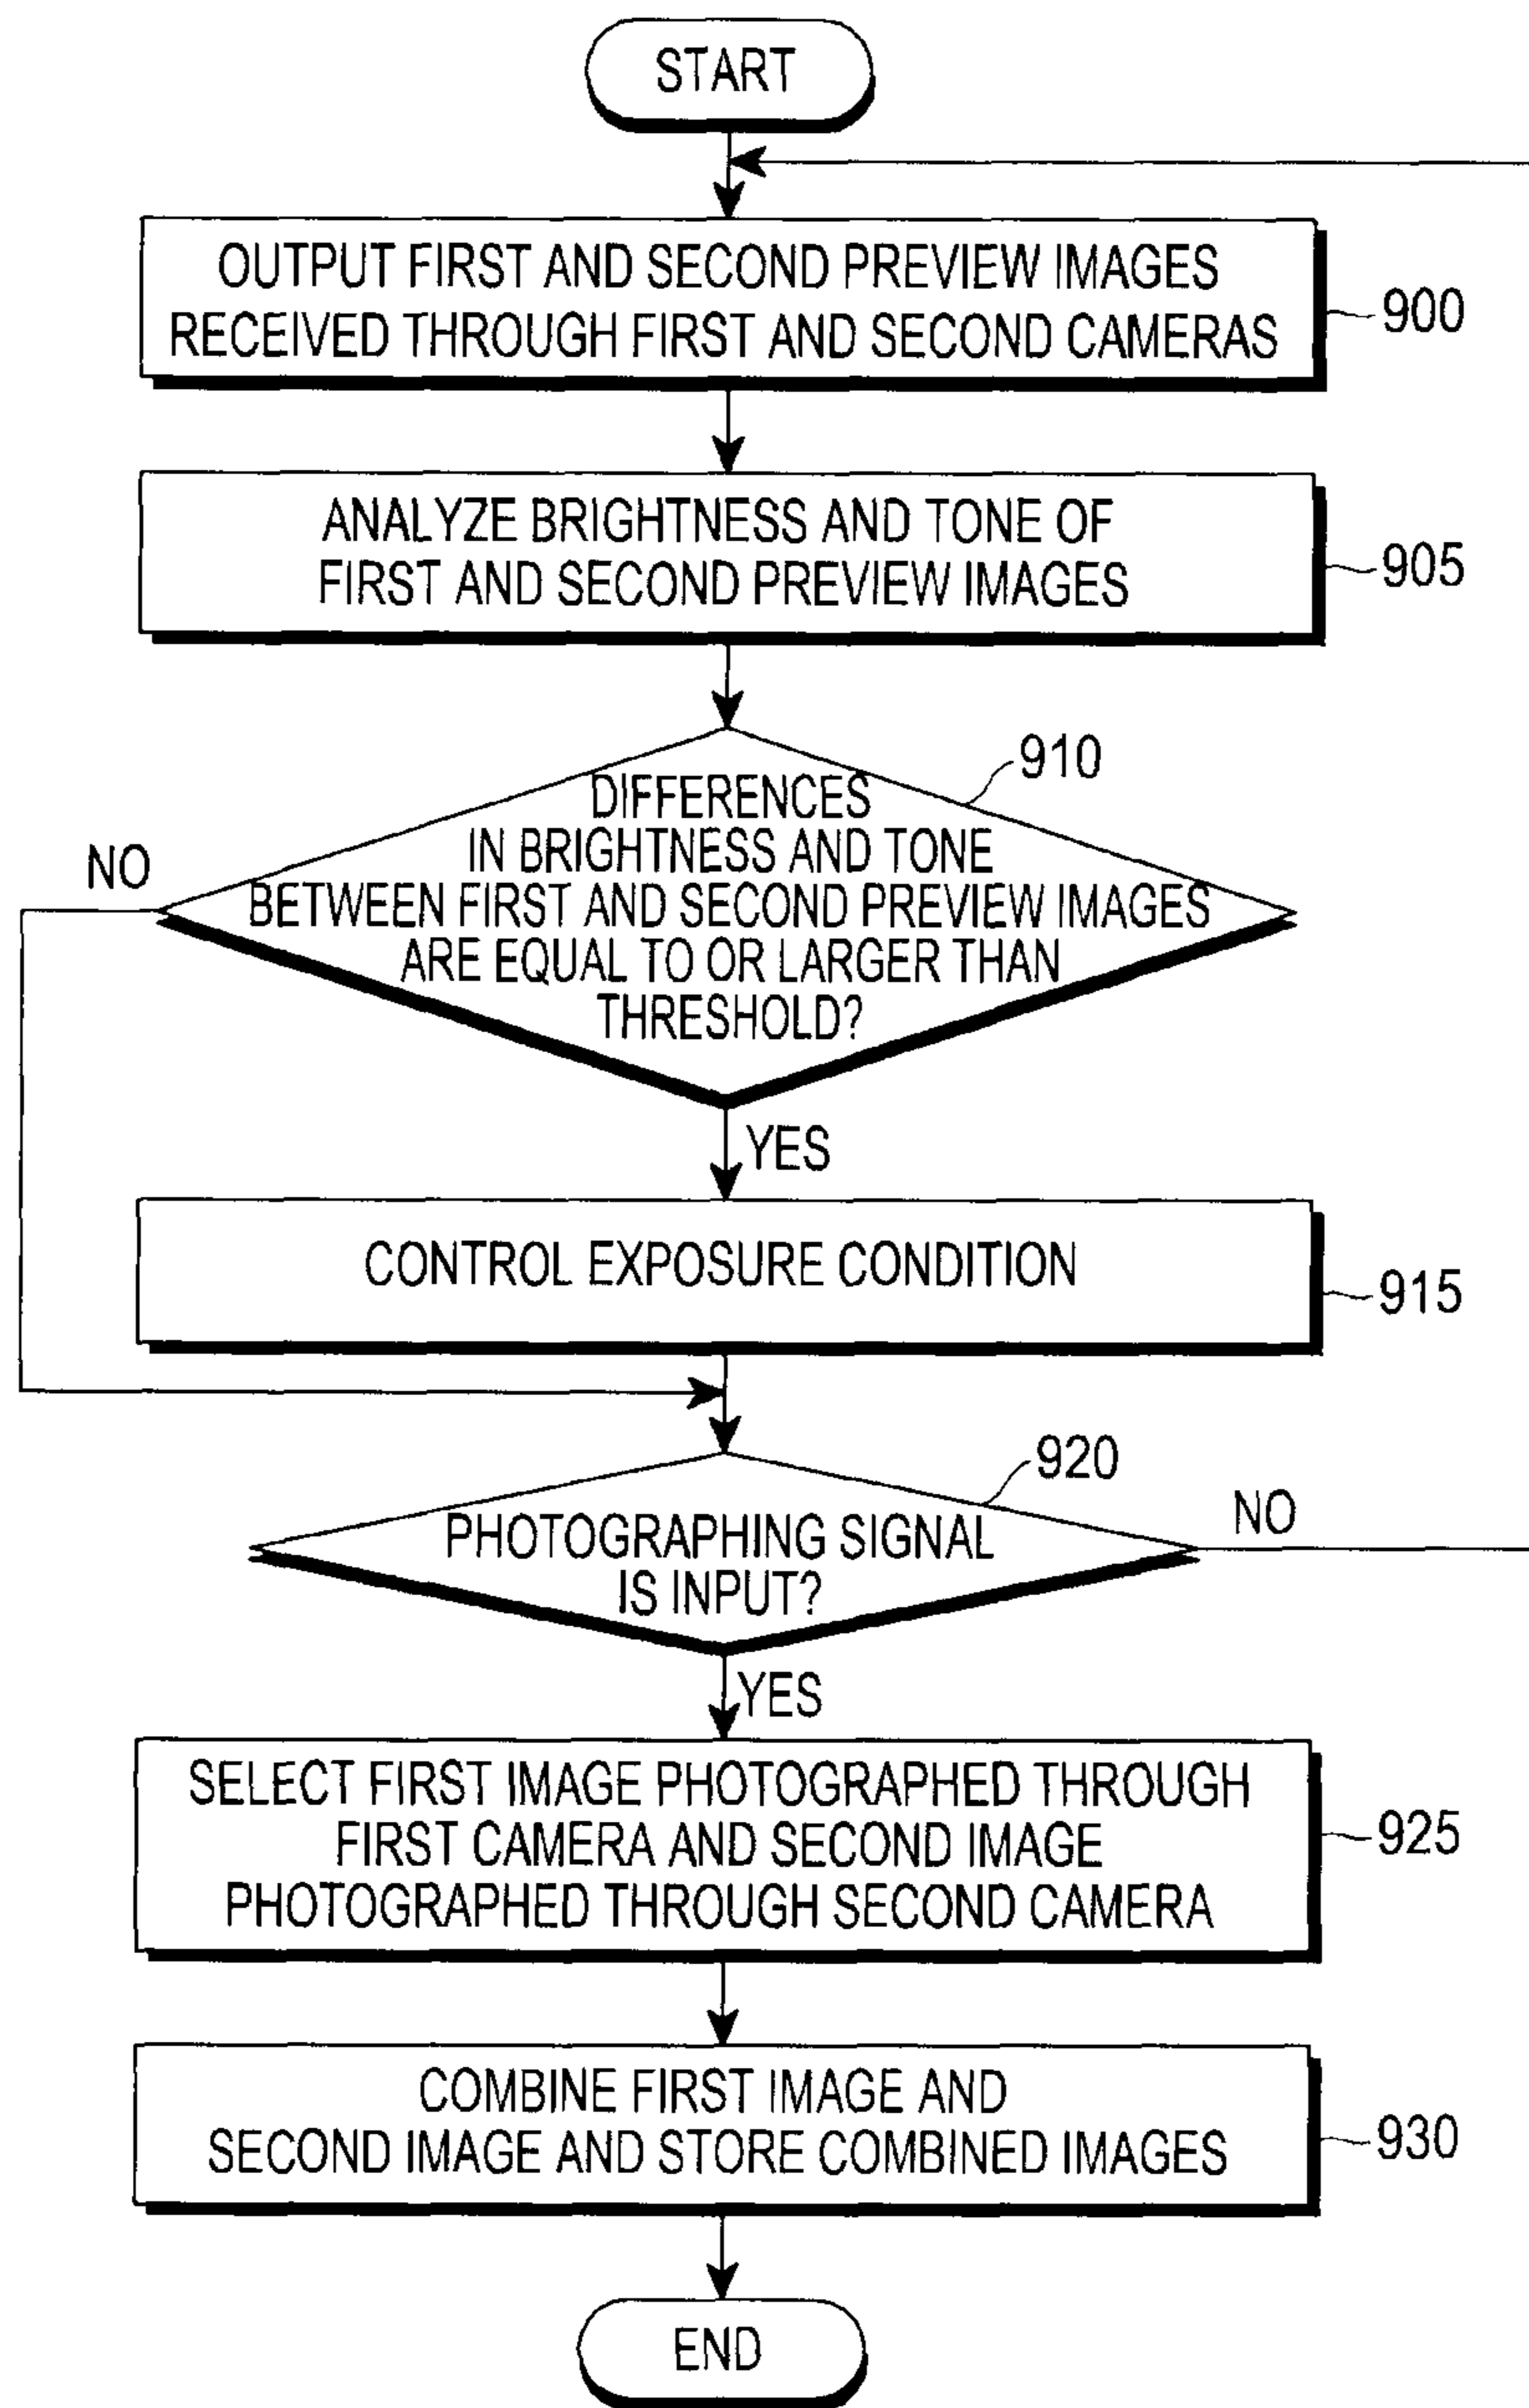 START
OUTPUT FIRST AND SECOND PREVIEW IMAGES
RECEIVED THROUGH FIRST AND SECOND CAMERAS
900
ANALYZE BRIGHTNESS AND TONE OF
FIRST AND SECOND PREVIEW IMAGES
905
910
DIFFERENCES
IN BRIGHTNESS AND TONE
BETWEEN FIRST AND SECOND PREVIEW IMAGES
ARE EQUAL TO OR LARGER THAN
THRESHOLD?
NO
YES
CONTROL EXPOSURE CONDITION
915
920
PHOTOGRAPHING SIGNAL
IS INPUT?
NO
YES
SELECT FIRST IMAGE PHOTOGRAPHED THROUGH
FIRST CAMERA AND SECOND IMAGE
PHOTOGRAPHED THROUGH SECOND CAMERA
925
COMBINE FIRST IMAGE AND
SECOND IMAGE AND STORE COMBINED IMAGES
930
END